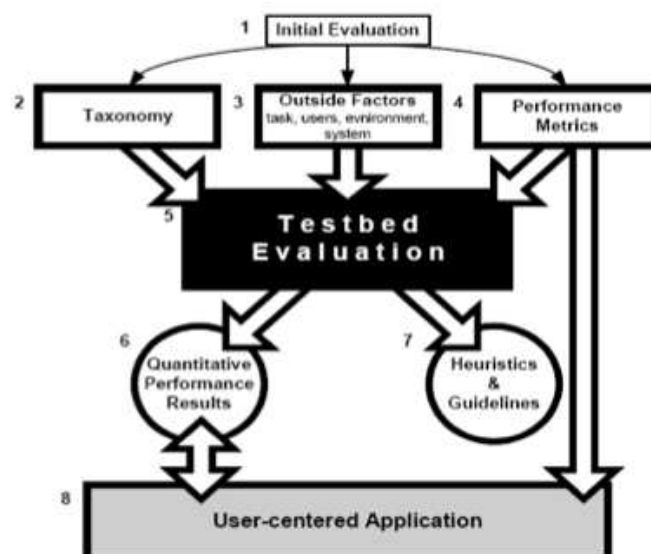 1
Initial Evaluation
2
Taxonomy
3
Outside Factors
task, users, evnironment,
system
4
Performance
Metrics
5
Testbed
Evaluation
6
Quantitative
Performance
Results
7
Heuristics
&
Guidelines
8
User-centered Application